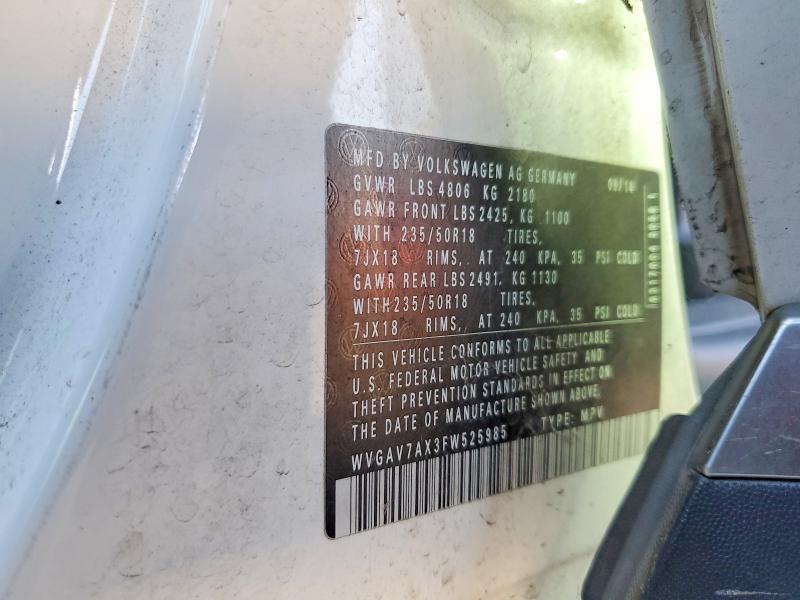 MFD BY VOLKSWAGEN AG GERMANY 09/14
GVWR LBS 4806 KG 2180
GAWR FRONT LBS 2425, KG 1100
WITH 235/50R18 TIRES,
7JX18 RIMS, AT 240 KPA, 35 PSI COLD
GAWR REAR LBS 2491, KG 1130
WITH 235/50R18 TIRES,
7JX18 RIMS, AT 240 KPA, 35 PSI COLD
THIS VEHICLE CONFORMS TO ALL APPLICABLE
U.S. FEDERAL MOTOR VEHICLE SAFETY AND
THEFT PREVENTION STANDARDS IN EFFECT ON
THE DATE OF MANUFACTURE SHOWN ABOVE.
WVGAV7AX3FW525985 TYPE: MPV